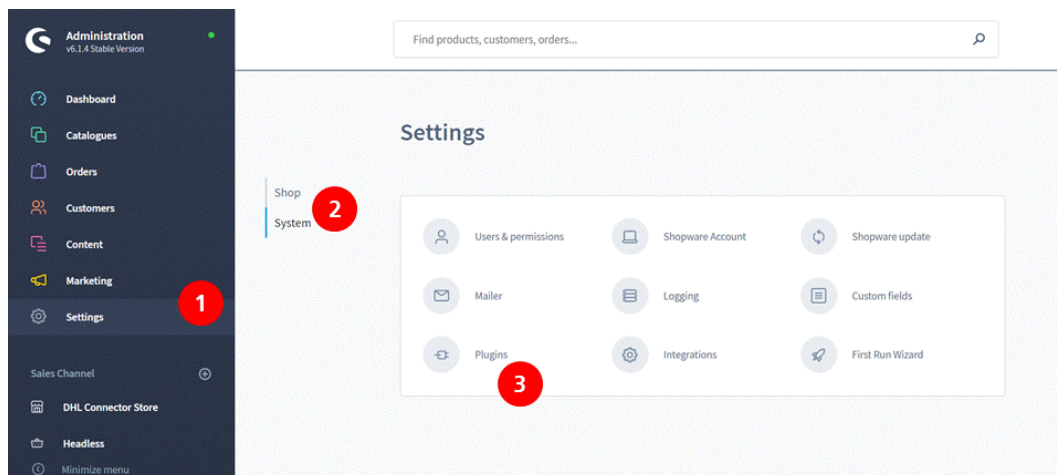 Administration
v6.1.4 Stable Version
Find products, customers, orders...
Dashboard
Catalogues
Orders
Customers
Content
Marketing
Settings
1
Sales Channel
DHL Connector Store
Headless
Minimize menu
Settings
Shop
System
2
Users & permissions
Shopware Account
Shopware update
Mailer
Logging
Custom fields
Plugins
Integrations
First Run Wizard
3